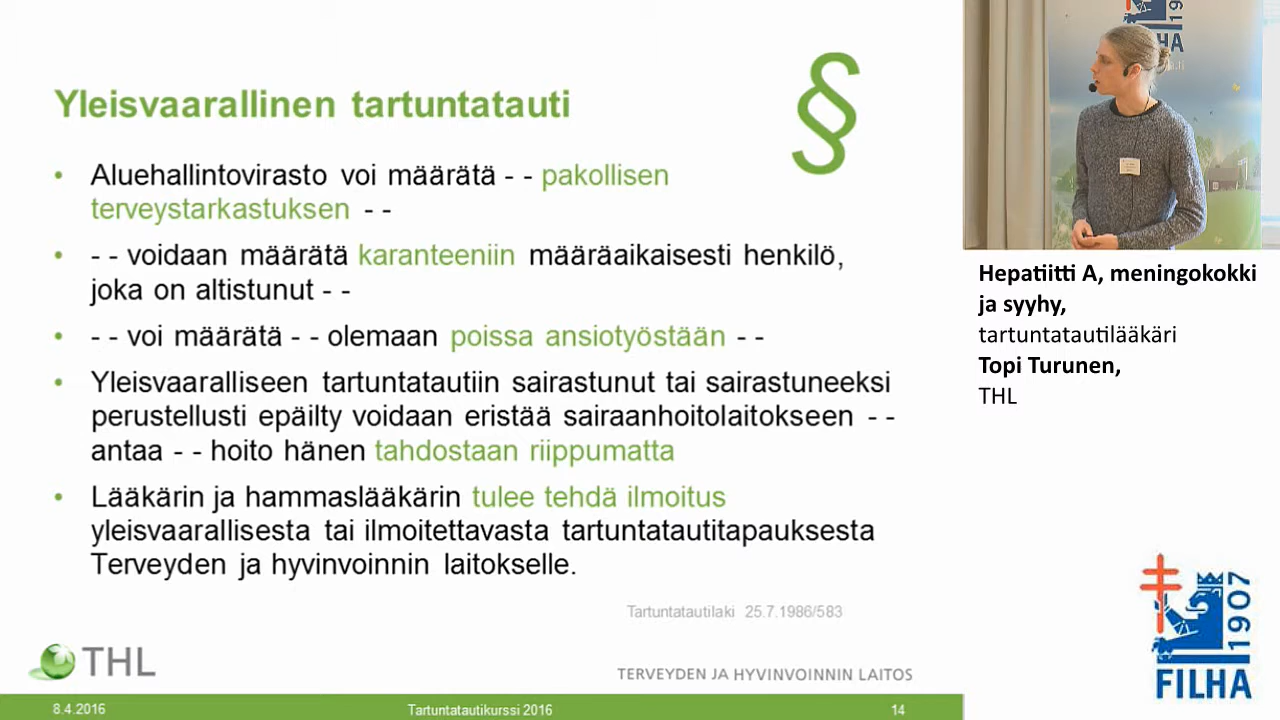 Yleisvaarallinen tartuntatauti
§
• Aluehallintovirasto voi määrätä - - pakollisen
terveystarkastuksen - -
• - - voidaan määrätä karanteeniin määräaikaisesti henkilö,
joka on altistunut - -
• - - voi määrätä - - olemaan poissa ansiotyöstään - -
• Yleisvaaralliseen tartuntatautiin sairastunut tai sairastuneeksi
perustellusti epäilty voidaan eristää sairaanhoitolaitokseen - -
antaa - - hoito hänen tahdostaan riippumatta
• Lääkärin ja hammaslääkärin tulee tehdä ilmoitus
yleisvaarallisesta tai ilmoitettavasta tartuntatautitapauksesta
Terveyden ja hyvinvoinnin laitokselle.
Tartuntatautilaki 25.7.1986/583
THL
TERVEYDEN JA HYVINVOINNIN LAITOS
8.4.2016
Tartuntatautikurssi 2016
14
Hepatiitti A, meningokokki
ja syyhy,
tartuntatautilääkäri
Topi Turunen,
THL
1907
FILHA